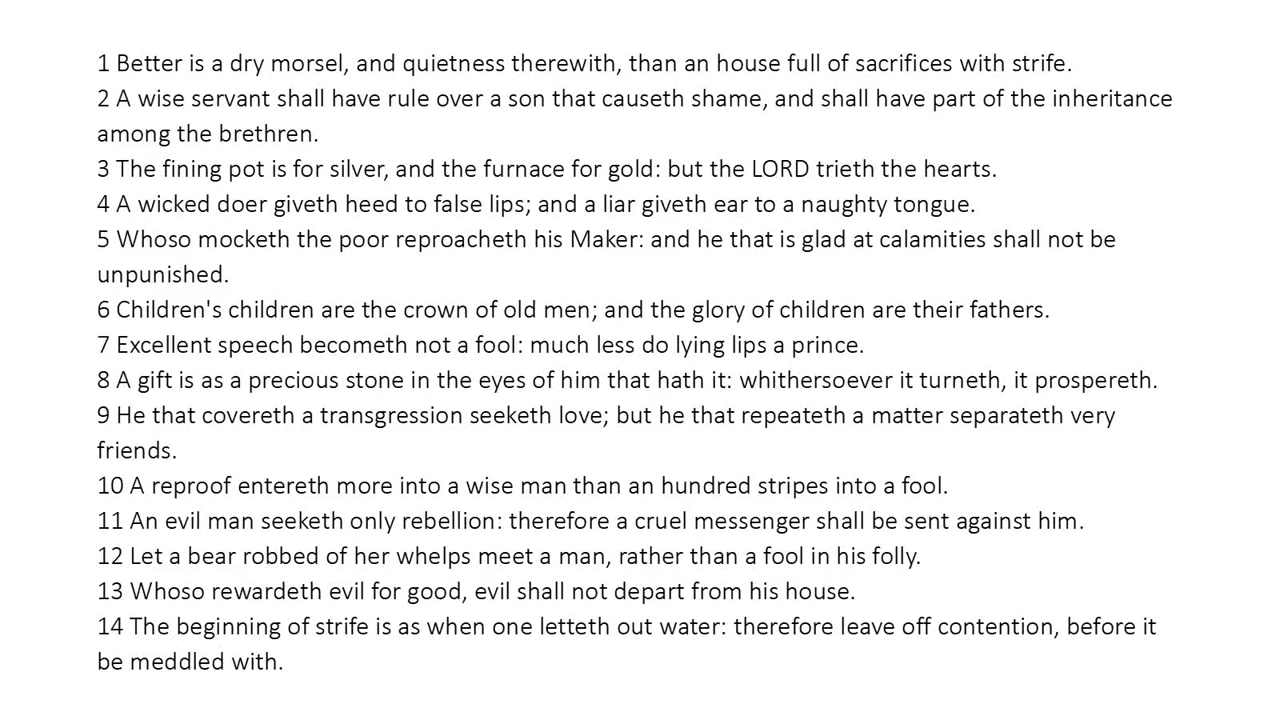 1 Better is a dry morsel, and quietness therewith, than an house full of sacrifices with strife.
2 A wise servant shall have rule over a son that causeth shame, and shall have part of the inheritance
among the brethren.
3 The fining pot is for silver, and the furnace for gold: but the LORD trieth the hearts.
4 A wicked doer giveth heed to false lips; and a liar giveth ear to a naughty tongue.
5 Whoso mocketh the poor reproacheth his Maker: and he that is glad at calamities shall not be
unpunished.
6 Children's children are the crown of old men; and the glory of children are their fathers.
7 Excellent speech becometh not a fool: much less do lying lips a prince.
8 A gift is as a precious stone in the eyes of him that hath it: whithersoever it turneth, it prospereth.
9 He that covereth a transgression seeketh love; but he that repeateth a matter separateth very
friends.
10 A reproof entereth more into a wise man than an hundred stripes into a fool.
11 An evil man seeketh only rebellion: therefore a cruel messenger shall be sent against him.
12 Let a bear robbed of her whelps meet a man, rather than a fool in his folly.
13 Whoso rewardeth evil for good, evil shall not depart from his house.
14 The beginning of strife is as when one letteth out water: therefore leave off contention, before it
be meddled with.